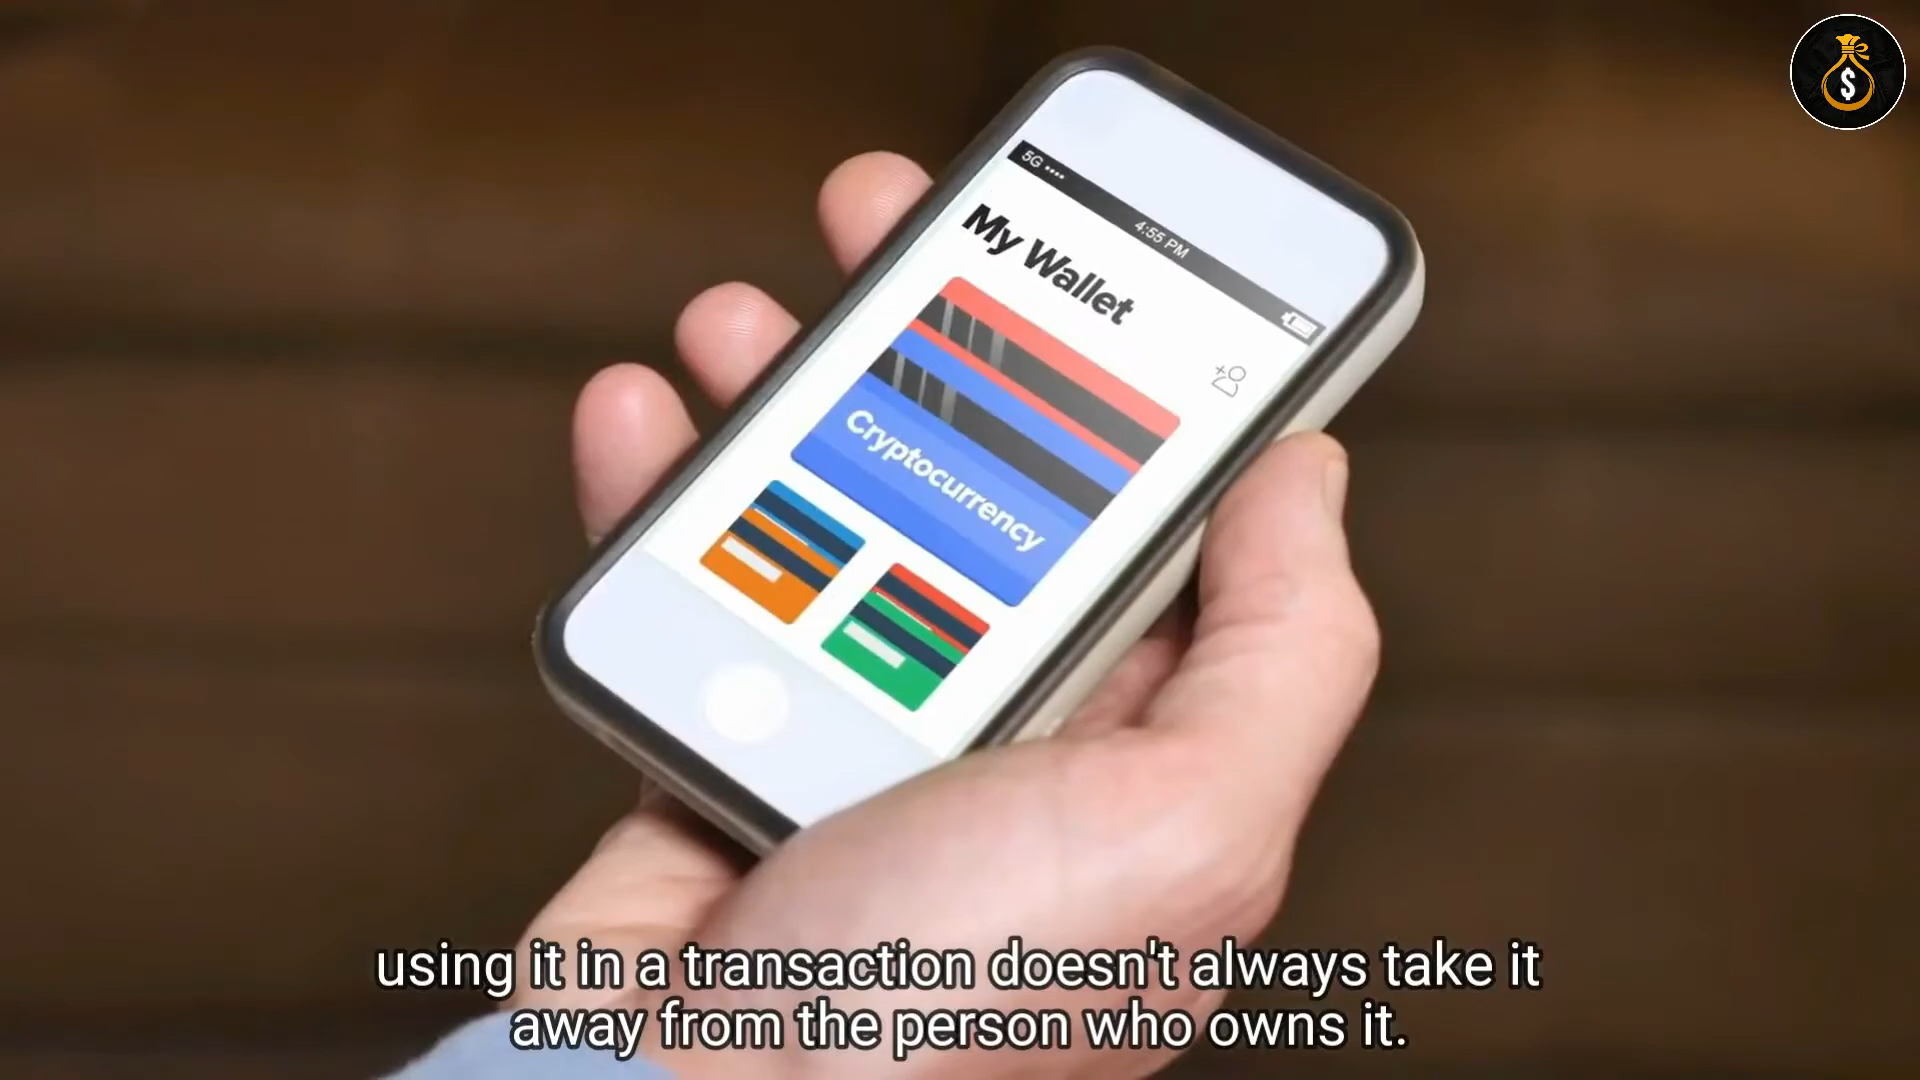 $
5G
4:55 PM
My Wallet
Cryptocurrency
using it in a transaction doesn't always take it
away from the person who owns it.